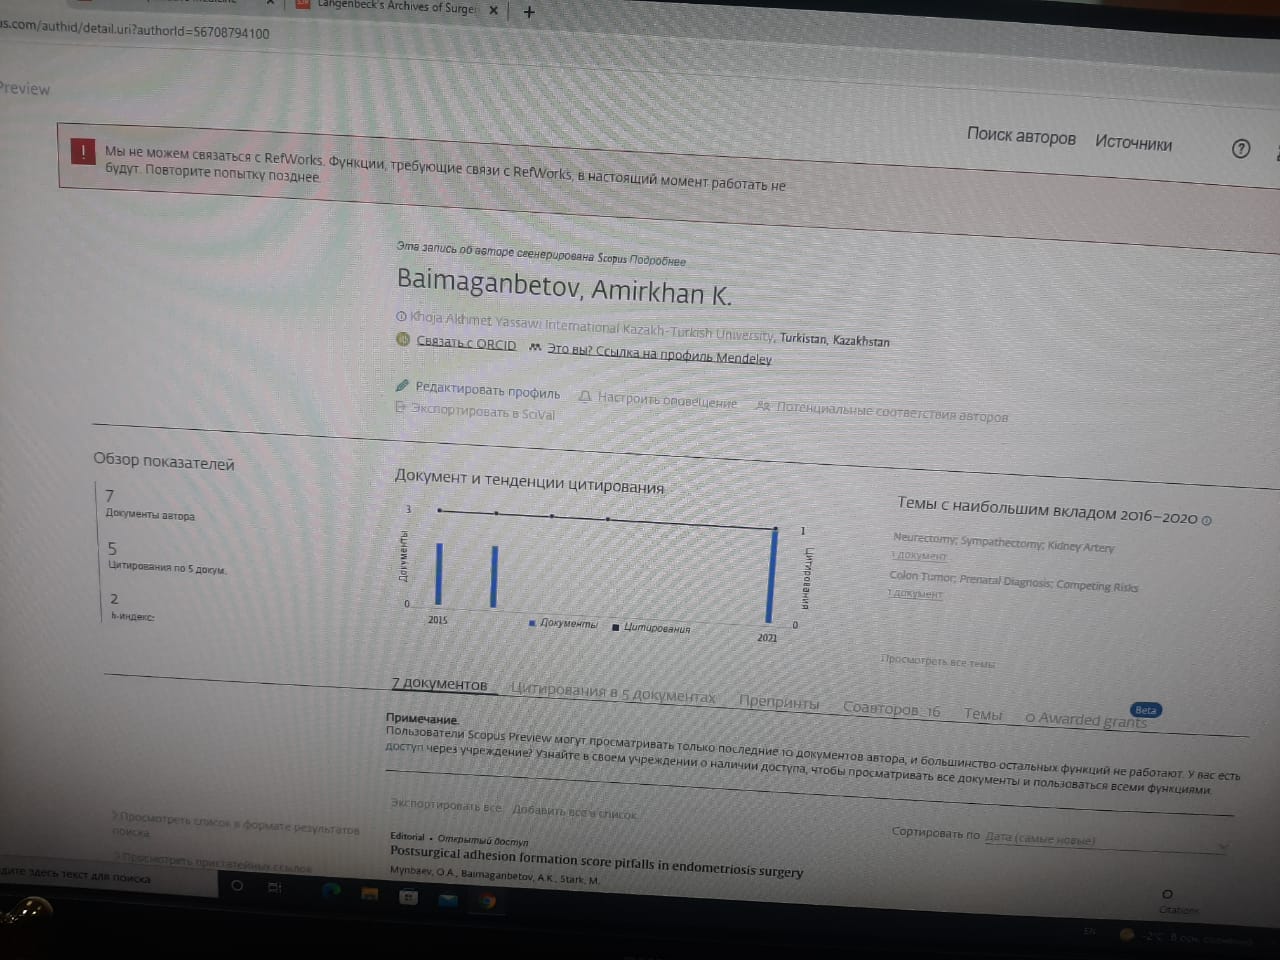 Langenbeck's Archives of Surge
us.com/authid/detail.uri?authorId=56708794100
Preview
Поиск авторов Источники
Мы не можем связаться с RefWorks. Функции, требующие связи с RefWorks, в настоящий момент работать не
будут. Повторите попытку позднее.
Эта запись об авторе сгенерирована Scopus Подробнее
Baimaganbetov, Amirkhan K.
Khoja Akhmet Yassawi International Kazakh-Turkish University, Turkistan, Kazakhstan
Связать с ORCID Это вы? Ссылка на профиль Mendeley
Редактировать профиль Настроить оповещение Потенциальные соответствия авторов
Экспортировать в SciVal
Обзор показателей
7
Документы автора
5
Цитирования по 5 докум.
2
h-индекс:
Документ и тенденции цитирования
3
Документы
0
1
Цитирования
0
2015
2021
Документы Цитирования
Темы с наибольшим вкладом 2016–2020
Neurectomy; Sympathectomy; Kidney Artery
1 документ
Colon Tumor; Prenatal Diagnosis; Competing Risks
1 документ
Просмотреть все темы
7 документов Цитирования в 5 документах Препринты Соавторов: 16 Темы 0 Awarded grants
Beta
Примечание.
Пользователи Scopus Preview могут просматривать только последние 10 документов автора, и большинство остальных функций не работают. У вас есть
доступ через учреждение? Узнайте в своем учреждении о наличии доступа, чтобы просматривать все документы и пользоваться всеми функциями.
Экспортировать все Добавить все в список
Сортировать по Дата (самые новые)
Просмотреть список в формате результатов
поиска
Просмотреть пристатейных ссылок
Editorial • Открытый доступ
Postsurgical adhesion formation score pitfalls in endometriosis surgery
Mynbaev, O.A., Baimaganbetov, A.K., Stark, M.
0
Citations
дите здесь текст для поиска
EN
-2°C В осн. солнечный